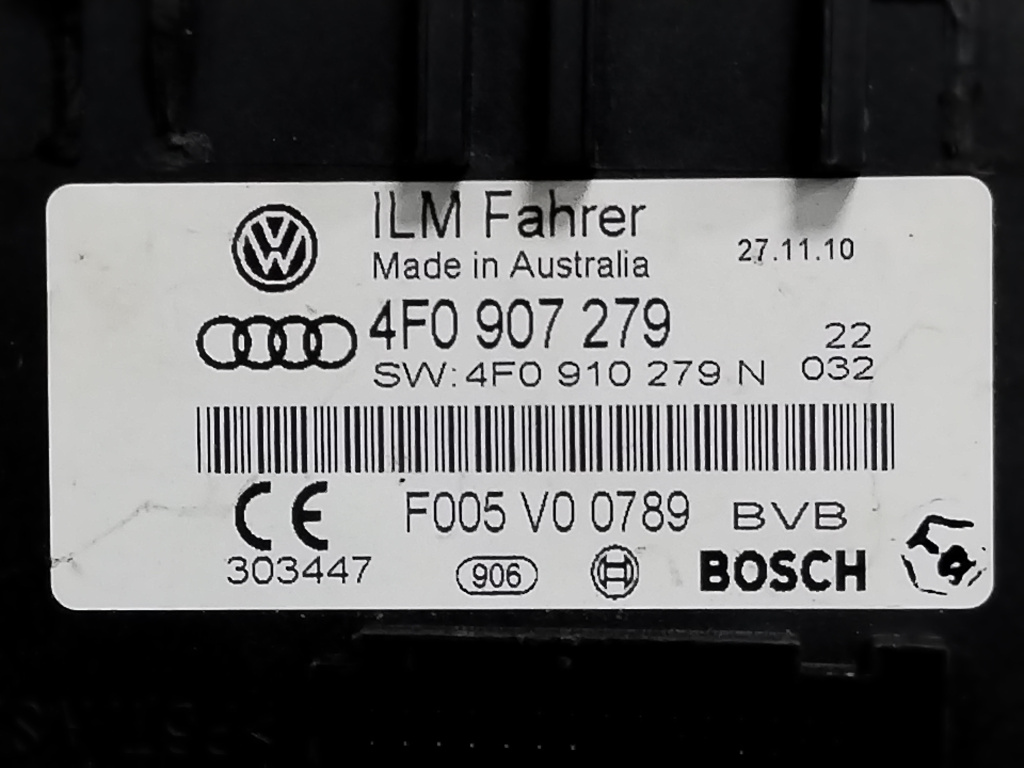 ILM Fahrer
Made in Australia
27.11.10
4F0 907 279
22
SW: 4F0 910 279 N
032
CE
F005 V0 0789
BVB
303447
906
BOSCH